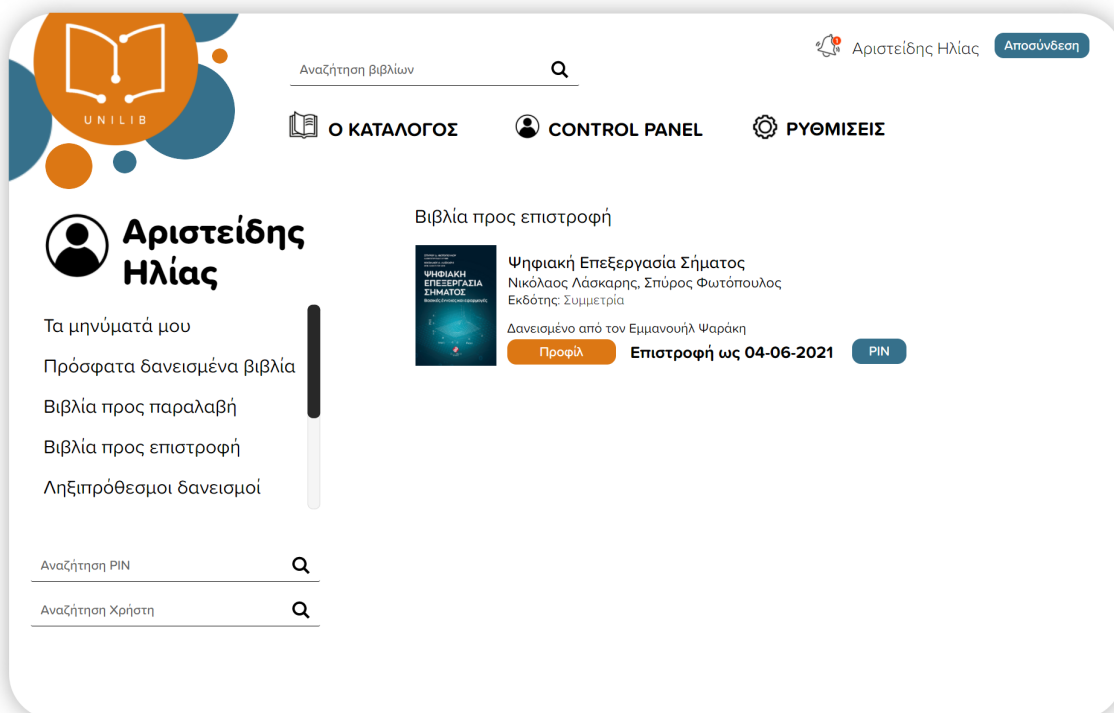 UNILIB
Αναζήτηση βιβλίων
Αριστείδης Ηλίας
Αποσύνδεση
Ο ΚΑΤΑΛΟΓΟΣ
CONTROL PANEL
ΡΥΘΜΙΣΕΙΣ
Αριστείδης
Ηλίας
Τα μηνύματά μου
Πρόσφατα δανεισμένα βιβλία
Βιβλία προς παραλαβή
Βιβλία προς επιστροφή
Ληξιπρόθεσμοι δανεισμοί
Αναζήτηση PIN
Αναζήτηση Χρήστη
Βιβλία προς επιστροφή
ΨΗΦΙΑΚΗ
ΕΠΕΞΕΡΓΑΣΙΑ
ΣΗΜΑΤΟΣ
Ψηφιακή Επεξεργασία Σήματος
Νικόλαος Λάσκαρης, Σπύρος Φωτόπουλος
Εκδότης: Συμμετρία
Δανεισμένο από τον Εμμανουήλ Ψαράκη
Προφίλ
Επιστροφή ως 04-06-2021
PIN